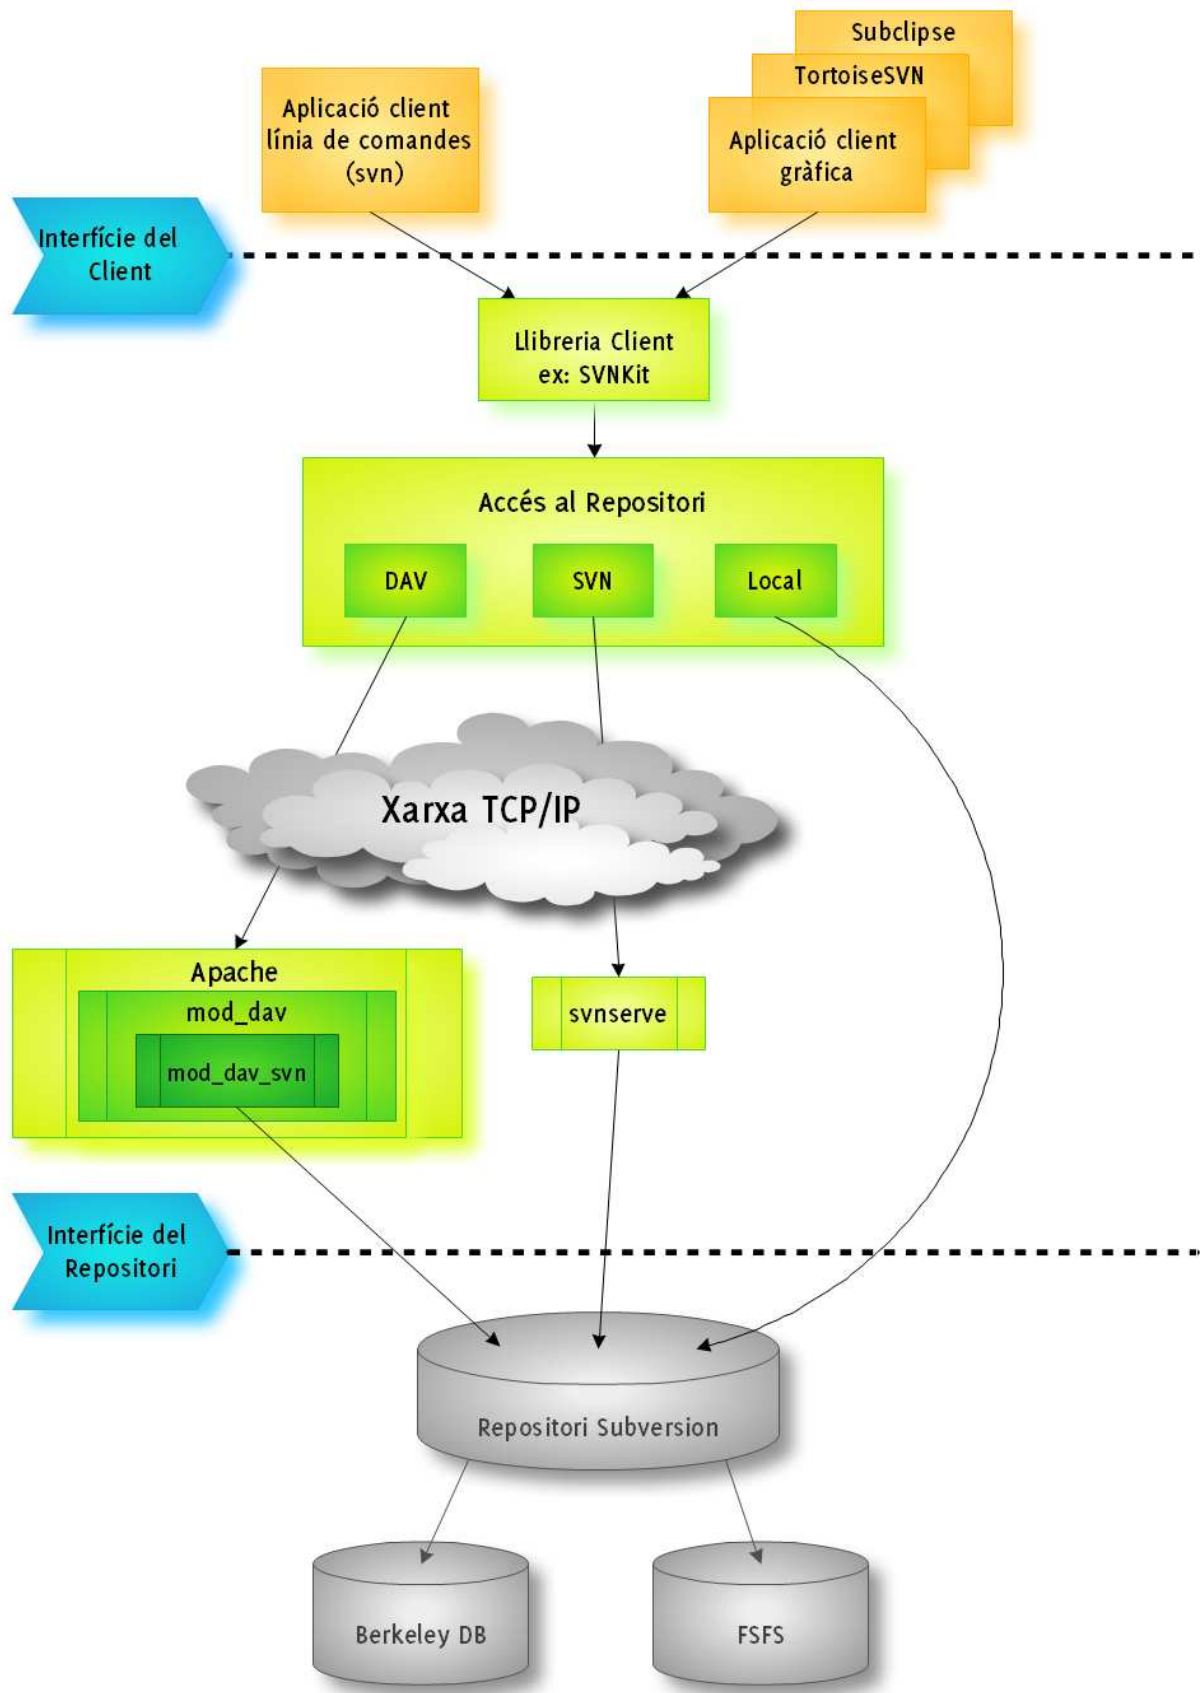 Subclipse
TortoiseSVN
Aplicació client
gràfica
Aplicació client
línia de comandes
(svn)
Interfície del
Client
Llibreria Client
ex: SVNKit
Accés al Repositori
DAV
SVN
Local
Xarxa TCP/IP
Apache
mod_dav
mod_dav_svn
svnserve
Interfície del
Repositori
Repositori Subversion
Berkeley DB
FSFS